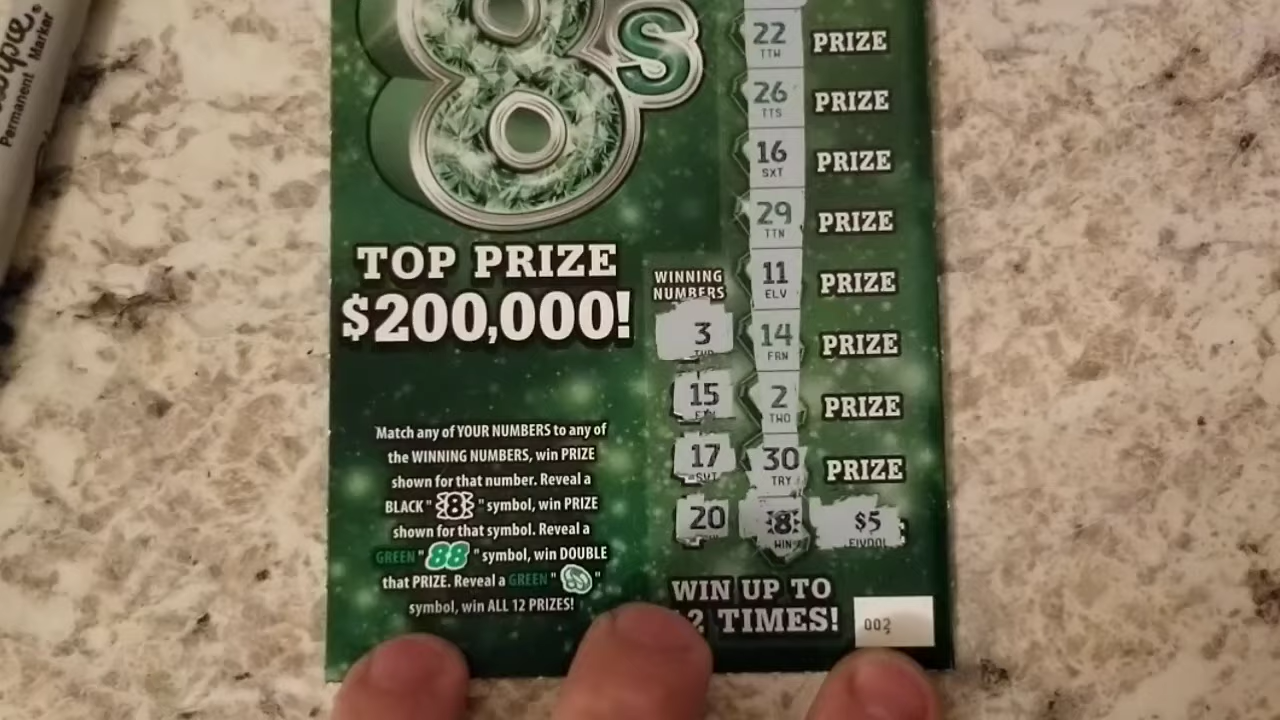 Permanent Marker
8s
22
TTW
PRIZE
26
TTS
PRIZE
16
SXT
PRIZE
29
TTN
PRIZE
11
ELV
PRIZE
14
FRN
PRIZE
2
TWO
PRIZE
30
TRY
PRIZE
8
WIN
$5
TOP PRIZE
$200,000!
WINNING
NUMBERS
3
15
17
20
Match any of YOUR NUMBERS to any of
the WINNING NUMBERS, win PRIZE
shown for that number. Reveal a
BLACK "8" symbol, win PRIZE
shown for that symbol. Reveal a
GREEN "88" symbol, win DOUBLE
that PRIZE. Reveal a GREEN " "
symbol, win ALL 12 PRIZES!
WIN UP TO
2 TIMES!
002